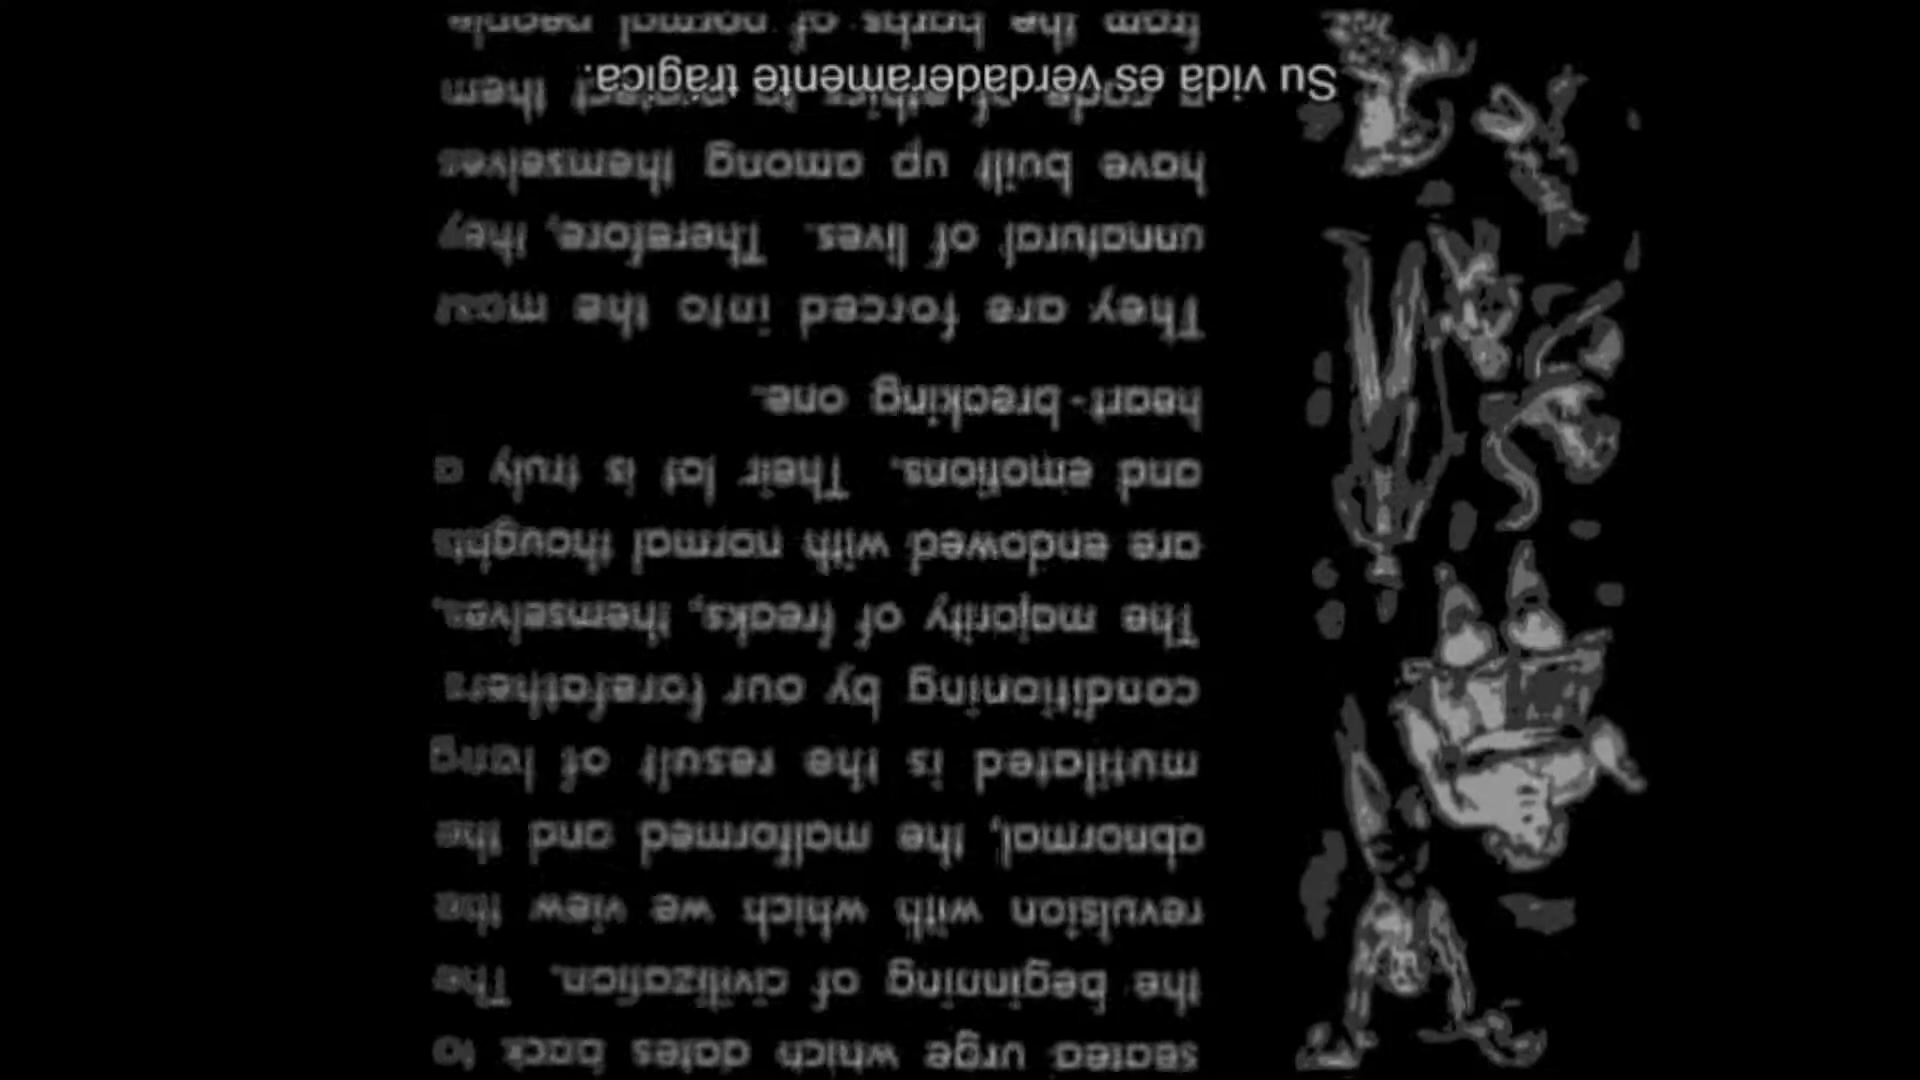 seated urge which dates back to
the beginning of civilization. The
revulsion with which we view the
abnormal, the malformed and the
mutilated is the result of long
conditioning by our forefathers
The majority of freaks, themselves,
are endowed with normal thoughts
and emotions. Their lot is truly a
heart-breaking one.
They are forced into the most
unnatural of lives. Therefore, they
have built up among themselves
a code of ethics to protect them
from the barbs of normal people
Su vida es verdaderamente trágica.